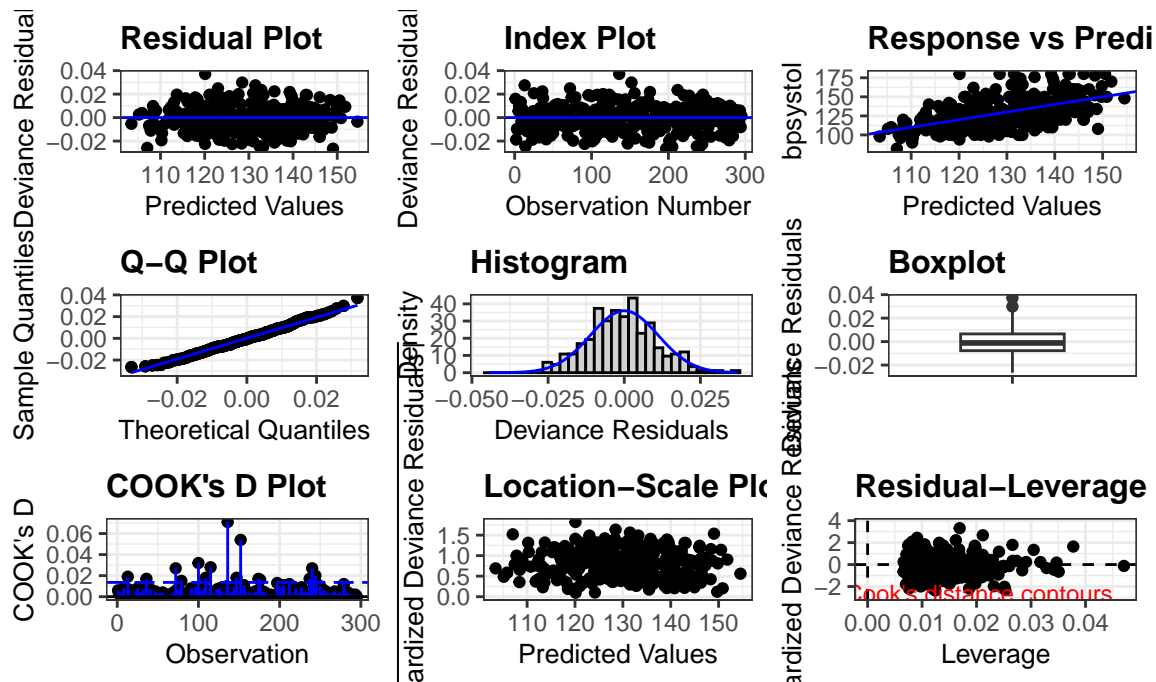 Residual Plot
Deviance Residual
0.04
0.02
0.00
−0.02
110 120 130 140 150
Predicted Values
Index Plot
Deviance Residual
0.04
0.02
0.00
−0.02
0 100 200 300
Observation Number
Response vs Predi
bpsystol
175
150
125
100
110 120 130 140 150
Predicted Values
Q−Q Plot
Sample Quantiles
0.04
0.02
0.00
−0.02
−0.02 0.00 0.02
Theoretical Quantiles
Histogram
Density
40
30
20
10
0
−0.050 −0.025 0.000 0.025
Deviance Residuals
Boxplot
Deviance Residuals
0.04
0.02
0.00
−0.02
COOK's D Plot
COOK's D
0.06
0.04
0.02
0.00
0 100 200 300
Observation
Location−Scale Plo
ardized Deviance Residuals
1.5
1.0
0.5
0.0
110 120 130 140 150
Predicted Values
Residual−Leverage
ardized Deviance Residuals
4
2
0
−2
Cook's distance contours
0.00 0.01 0.02 0.03 0.04
Leverage